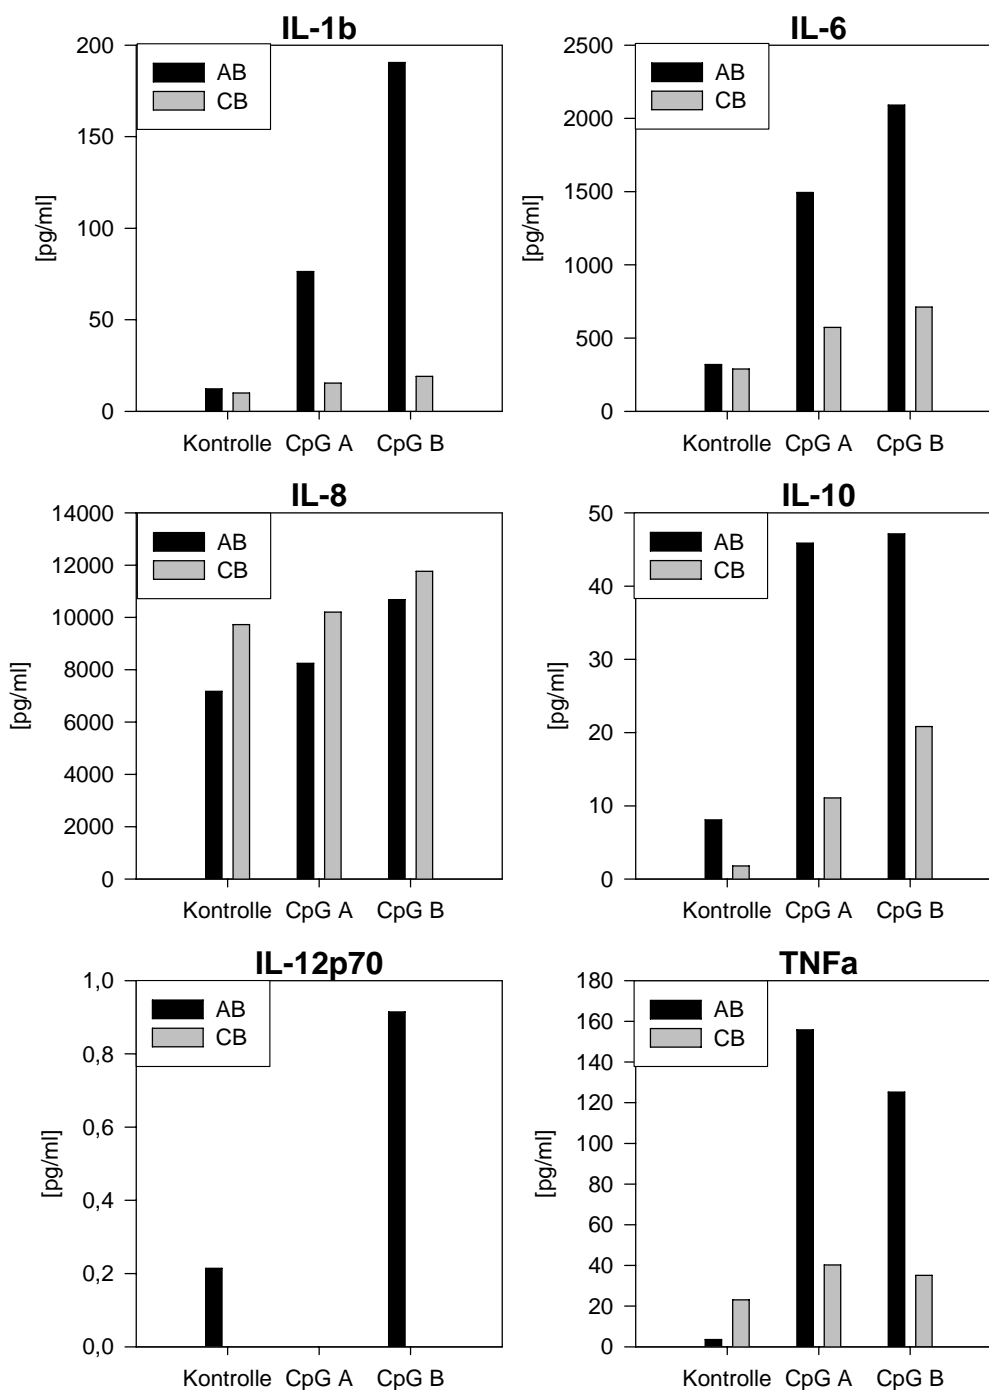 IL-1b
200
150
100
50
0
[pg/ml]
AB
CB
Kontrolle CpG A CpG B
IL-6
2500
2000
1500
1000
500
0
[pg/ml]
AB
CB
Kontrolle CpG A CpG B
IL-8
14000
12000
10000
8000
6000
4000
2000
0
[pg/ml]
AB
CB
Kontrolle CpG A CpG B
IL-10
50
40
30
20
10
0
[pg/ml]
AB
CB
Kontrolle CpG A CpG B
IL-12p70
1,0
0,8
0,6
0,4
0,2
0,0
[pg/ml]
AB
CB
Kontrolle CpG A CpG B
TNFa
180
160
140
120
100
80
60
40
20
0
[pg/ml]
AB
CB
Kontrolle CpG A CpG B